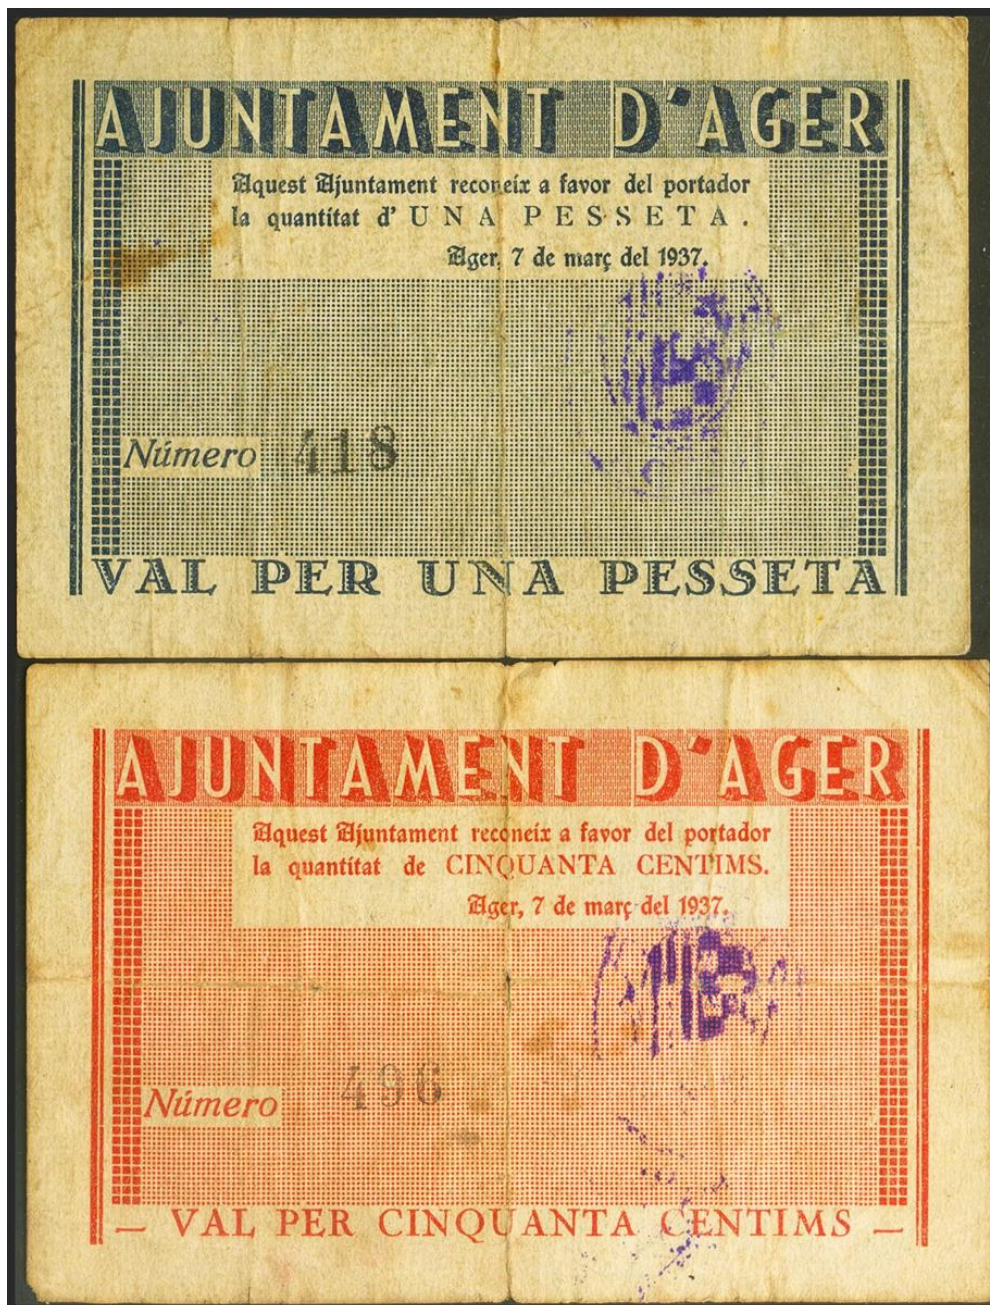 AJUNTAMENT D'AGER
Aquest Ajuntament reconeix a favor del portador
la quantitat d' UNA PESSETA.
Ager, 7 de març del 1937.
Número 418
VAL PER UNA PESSETA
AJUNTAMENT D'AGER
Aquest Ajuntament reconeix a favor del portador
la quantitat de CINQUANTA CENTIMS.
Ager, 7 de març del 1937.
Número 496
— VAL PER CINQUANTA CENTIMS —